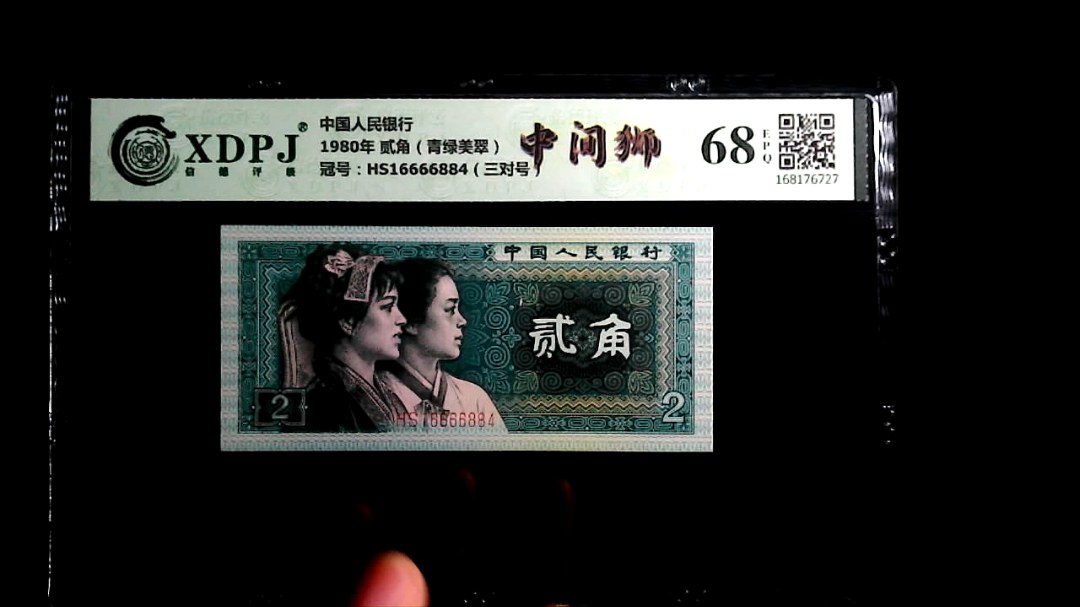 XDPJ®
信德评级
中国人民银行
1980年 贰角（青绿美翠）
冠号：HS16666884（三对号）
中间狮
68
EPQ
168176727
中国人民银行
贰角
2
HS16666884
2